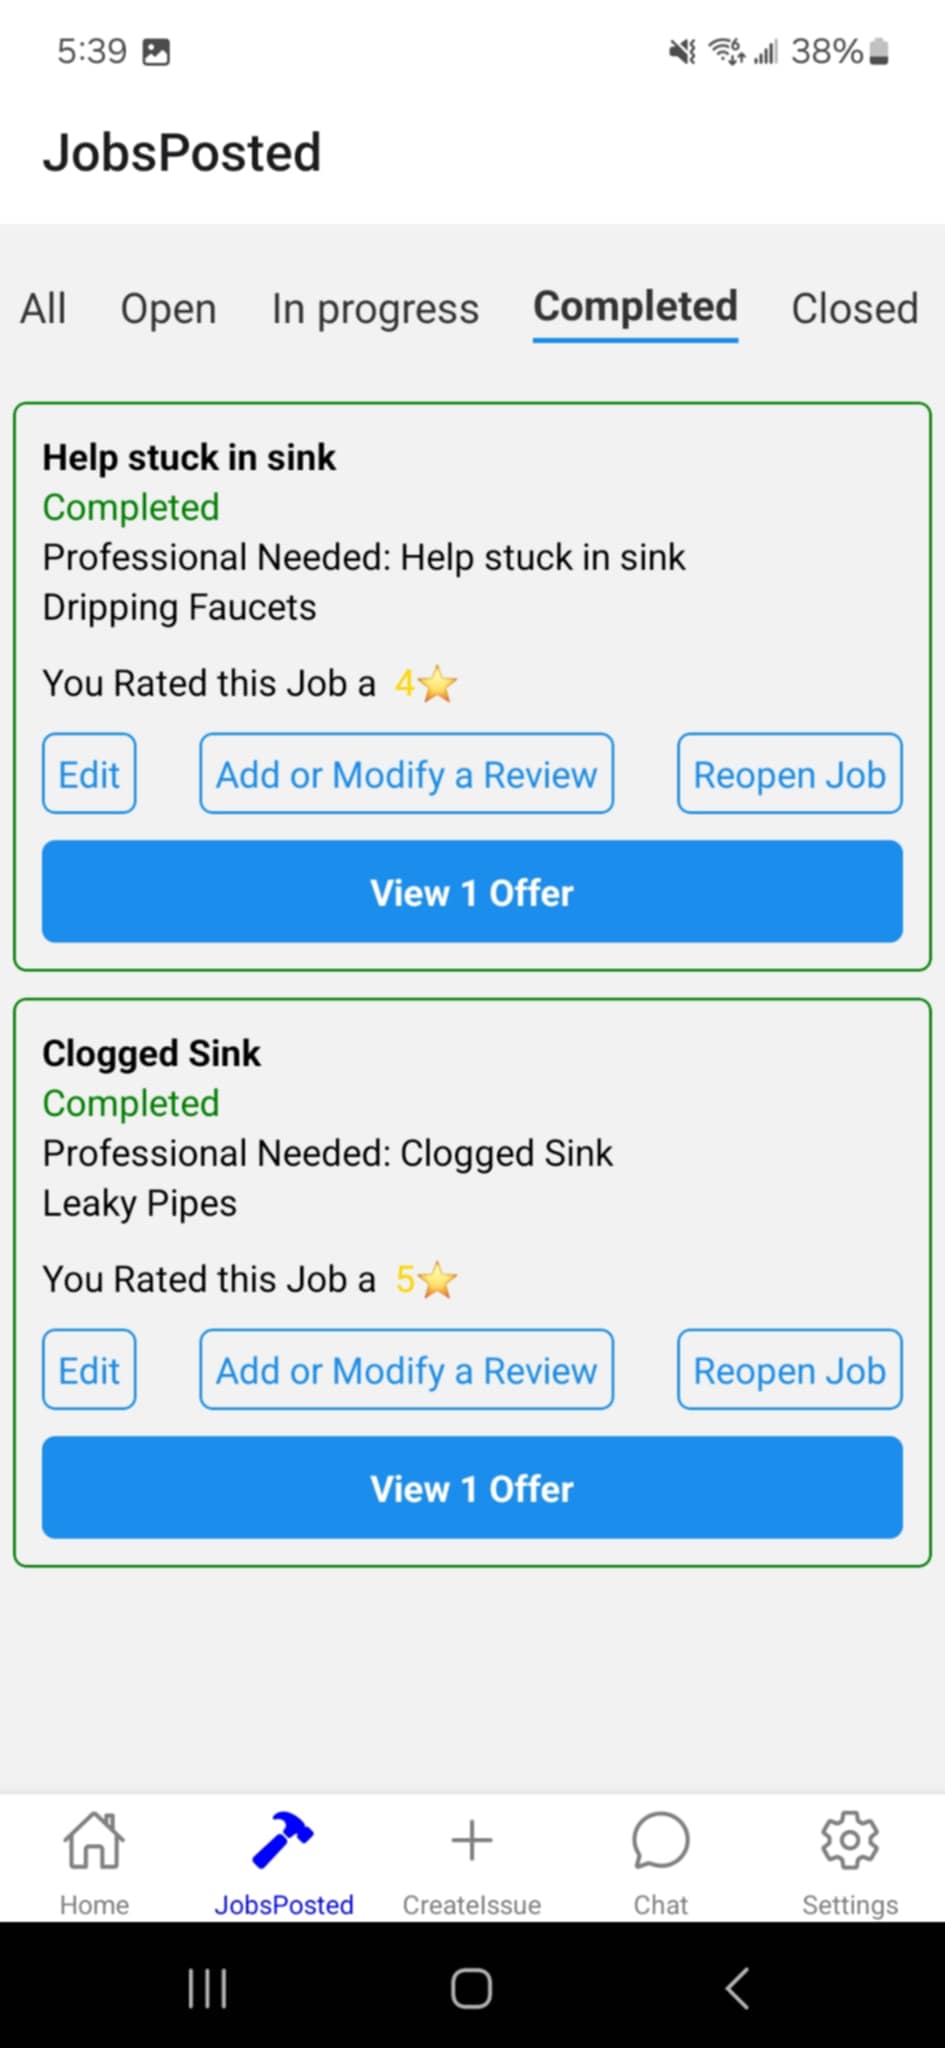 5:39 38%
JobsPosted
All Open In progress Completed Closed
Help stuck in sink
Completed
Professional Needed: Help stuck in sink
Dripping Faucets
You Rated this Job a 4⭐
Edit Add or Modify a Review Reopen Job
View 1 Offer
Clogged Sink
Completed
Professional Needed: Clogged Sink
Leaky Pipes
You Rated this Job a 5⭐
Edit Add or Modify a Review Reopen Job
View 1 Offer
Home JobsPosted CreateIssue Chat Settings